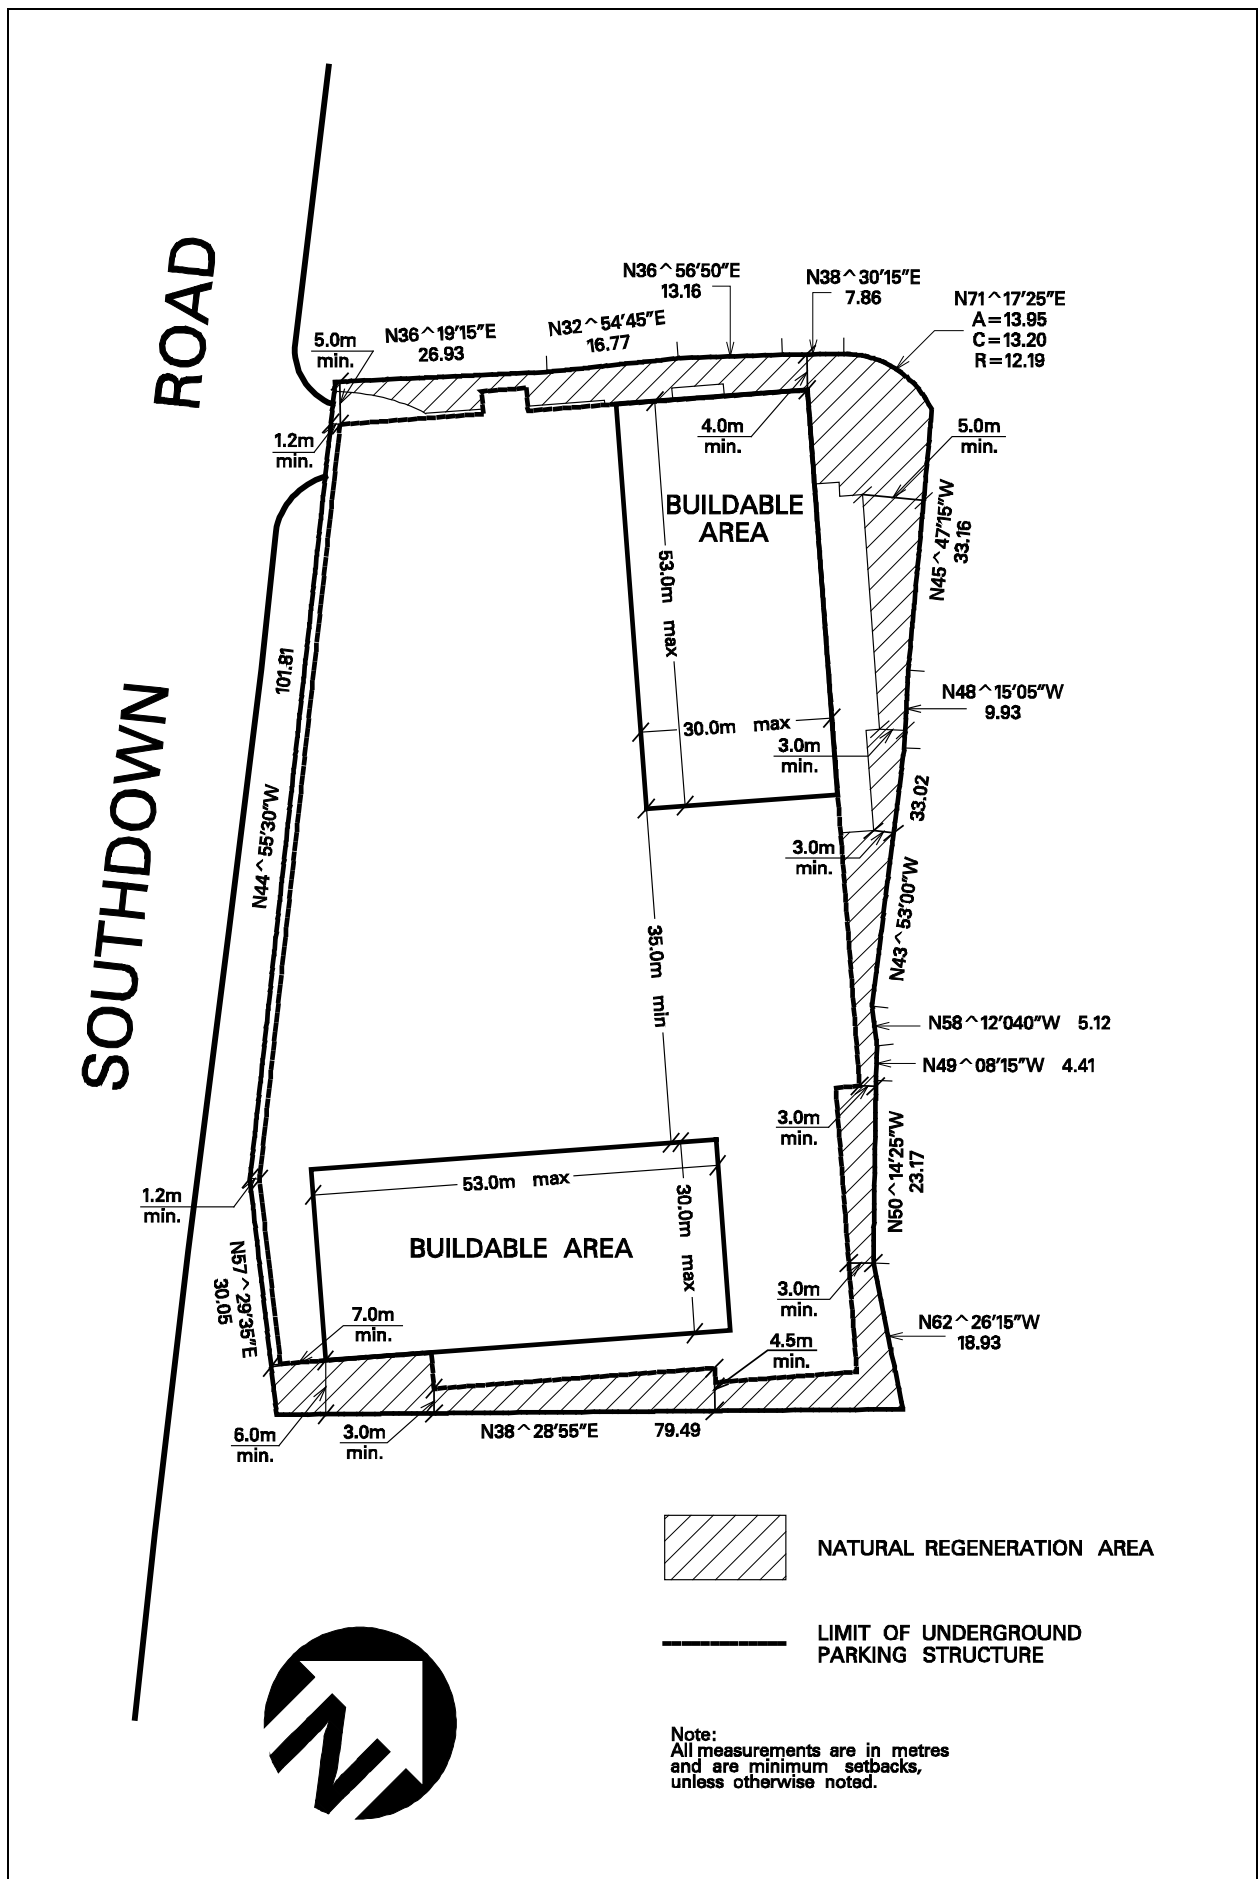 SOUTHDOWN ROAD
N36^56'50"E
13.16
N38^30'15"E
7.86
N71^17'25"E
A=13.95
C=13.20
R=12.19
N36^19'15"E
26.93
N32^54'45"E
16.77
5.0m
min.
1.2m
min.
4.0m
min.
5.0m
min.
BUILDABLE
AREA
53.0m max
N45^47'15"W
33.16
101.81
N44^55'30"W
N48^15'05"W
9.93
30.0m max
3.0m
min.
33.02
N43^53'00"W
3.0m
min.
35.0m min
N58^12'040"W 5.12
N49^08'15"W 4.41
3.0m
min.
N50^14'25"W
23.17
53.0m max
30.0m max
1.2m
min.
BUILDABLE AREA
N57^29'35"E
30.05
3.0m
min.
7.0m
min.
N62^26'15"W
18.93
4.5m
min.
6.0m
min.
3.0m
min.
N38^28'55"E 79.49
NATURAL REGENERATION AREA
LIMIT OF UNDERGROUND
PARKING STRUCTURE
N
Note:
All measurements are in metres
and are minimum setbacks,
unless otherwise noted.